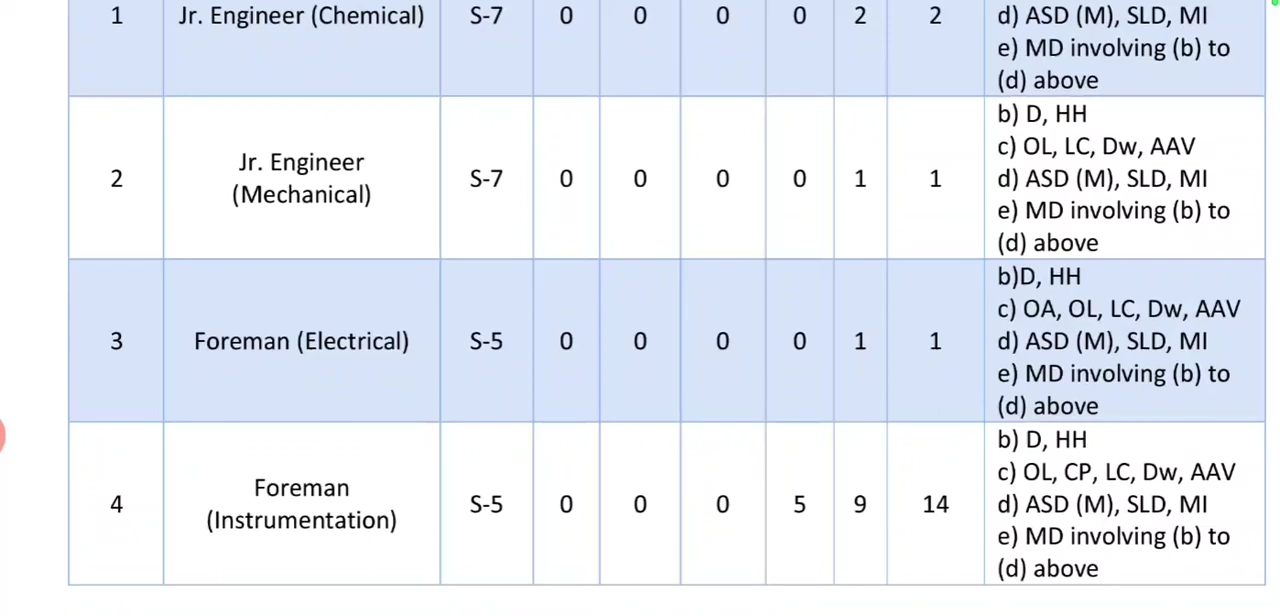 1 Jr. Engineer (Chemical) S-7 0 0 0 0 2 2 d) ASD (M), SLD, MI
e) MD involving (b) to
(d) above
2 Jr. Engineer
(Mechanical) S-7 0 0 0 0 1 1 b) D, HH
c) OL, LC, Dw, AAV
d) ASD (M), SLD, MI
e) MD involving (b) to
(d) above
3 Foreman (Electrical) S-5 0 0 0 0 1 1 b)D, HH
c) OA, OL, LC, Dw, AAV
d) ASD (M), SLD, MI
e) MD involving (b) to
(d) above
4 Foreman
(Instrumentation) S-5 0 0 0 5 9 14 b) D, HH
c) OL, CP, LC, Dw, AAV
d) ASD (M), SLD, MI
e) MD involving (b) to
(d) above